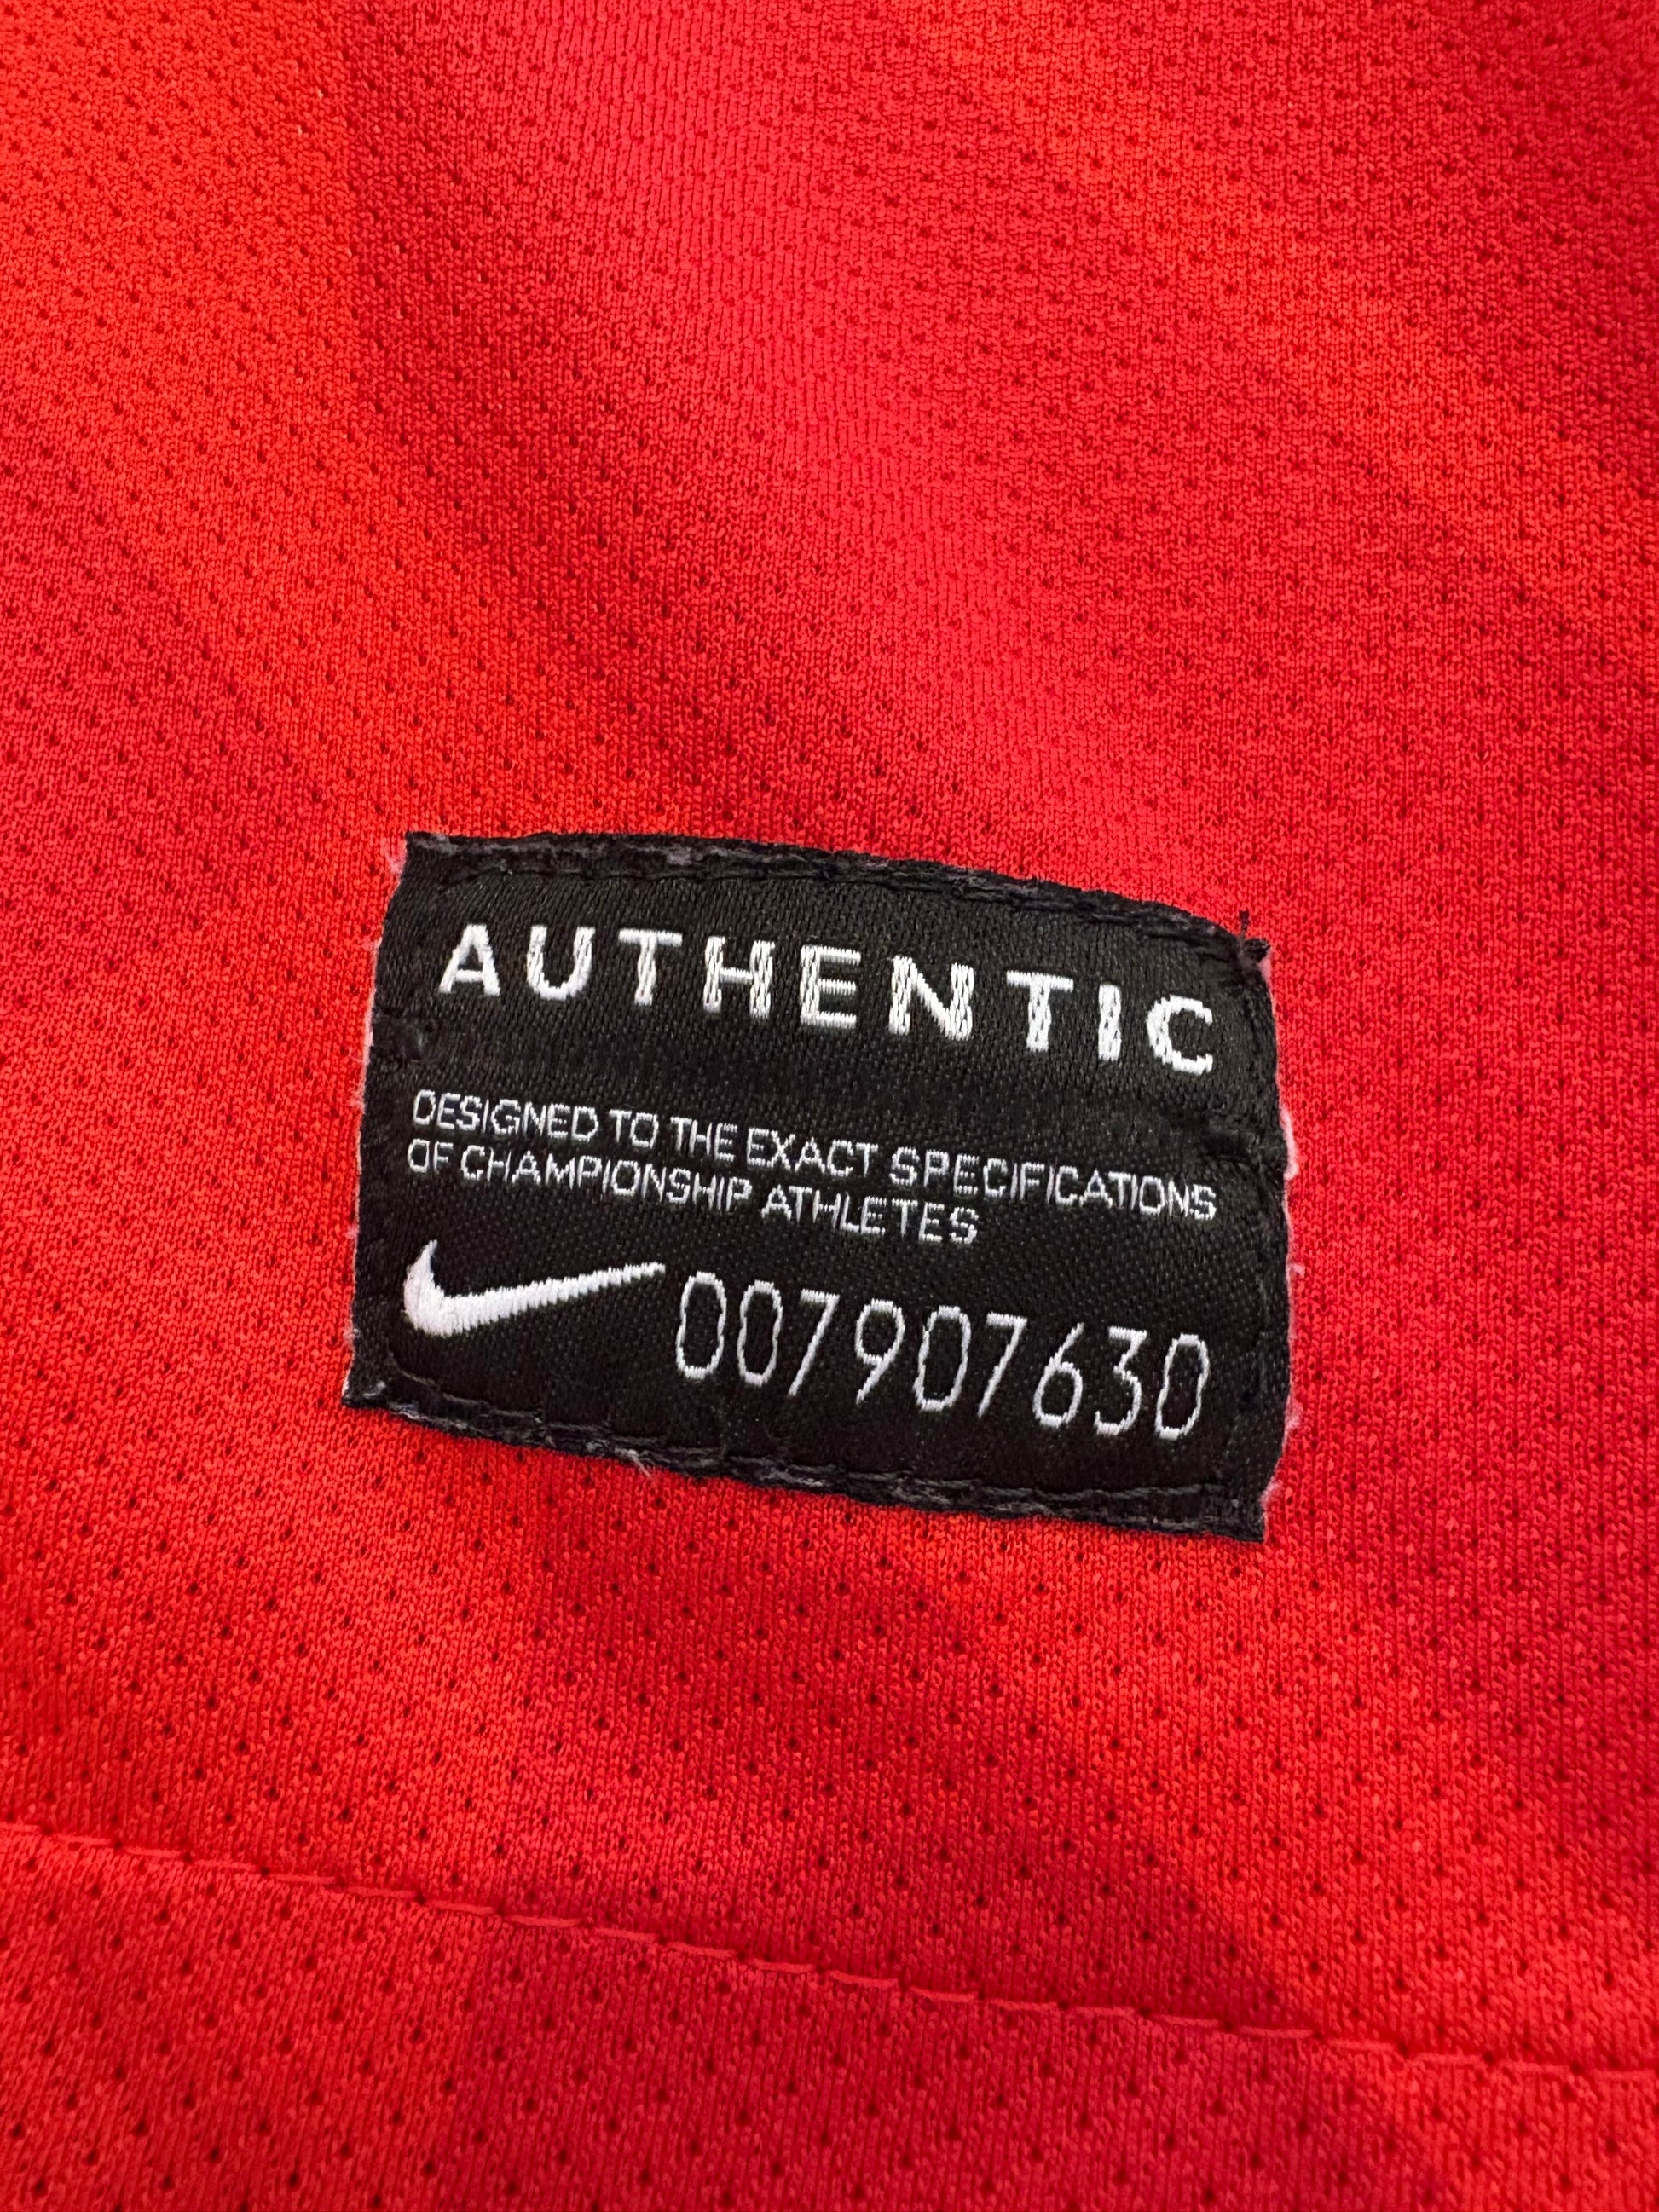 AUTHENTIC
DESIGNED TO THE EXACT SPECIFICATIONS
OF CHAMPIONSHIP ATHLETES
007907630